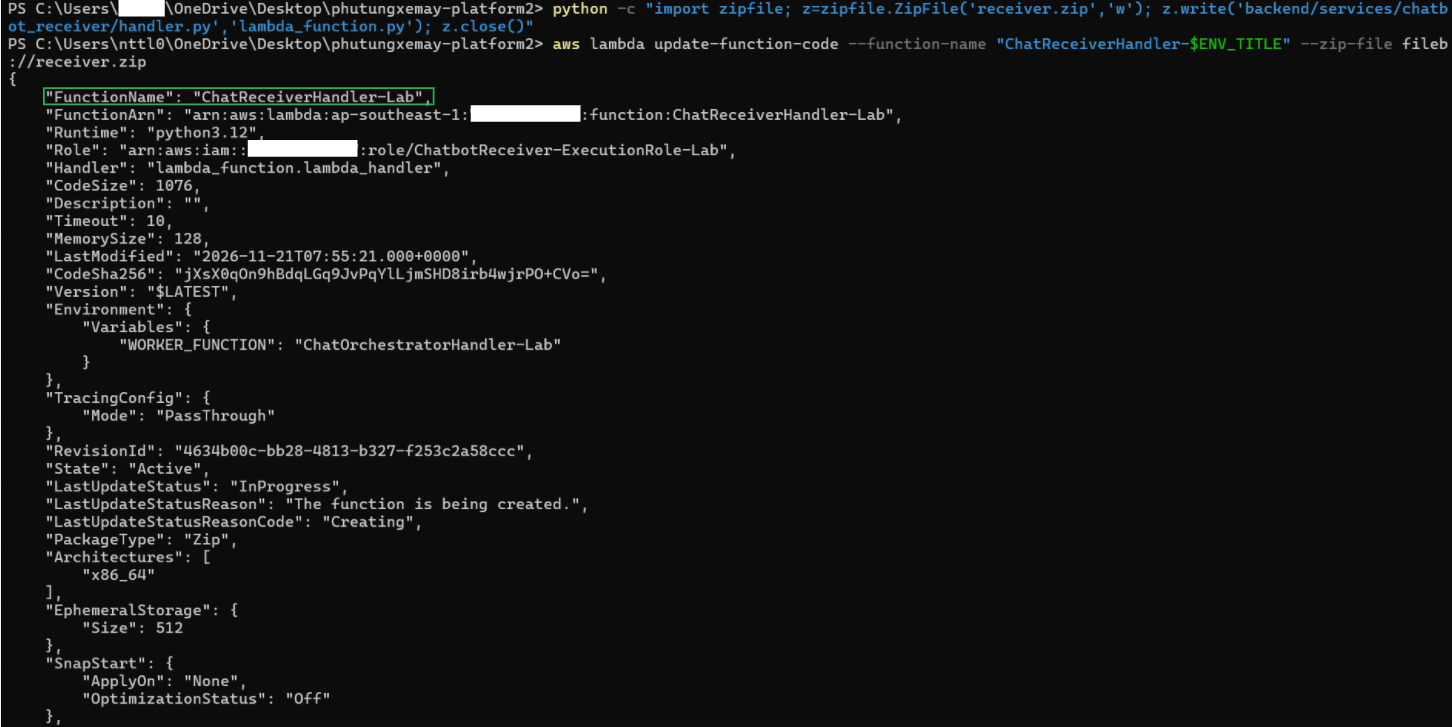 PS C:\Users\ \OneDrive\Desktop\phutungxemay-platform2> python -c "import zipfile; z=zipfile.ZipFile('receiver.zip','w'); z.write('backend/services/chatb
ot_receiver/handler.py','lambda_function.py'); z.close()"
PS C:\Users\nttl0\OneDrive\Desktop\phutungxemay-platform2> aws lambda update-function-code --function-name "ChatReceiverHandler-$ENV_TITLE" --zip-file fileb
://receiver.zip
{
    "FunctionName": "ChatReceiverHandler-Lab",
    "FunctionArn": "arn:aws:lambda:ap-southeast-1: :function:ChatReceiverHandler-Lab",
    "Runtime": "python3.12",
    "Role": "arn:aws:iam:: :role/ChatbotReceiver-ExecutionRole-Lab",
    "Handler": "lambda_function.lambda_handler",
    "CodeSize": 1076,
    "Description": "",
    "Timeout": 10,
    "MemorySize": 128,
    "LastModified": "2026-11-21T07:55:21.000+0000",
    "CodeSha256": "jXsX0qOn9hBdqLGq9JvPqYlLjmSHD8irb4wjrPO+CVo=",
    "Version": "$LATEST",
    "Environment": {
        "Variables": {
            "WORKER_FUNCTION": "ChatOrchestratorHandler-Lab"
        }
    },
    "TracingConfig": {
        "Mode": "PassThrough"
    },
    "RevisionId": "4634b00c-bb28-4813-b327-f253c2a58ccc",
    "State": "Active",
    "LastUpdateStatus": "InProgress",
    "LastUpdateStatusReason": "The function is being created.",
    "LastUpdateStatusReasonCode": "Creating",
    "PackageType": "Zip",
    "Architectures": [
        "x86_64"
    ],
    "EphemeralStorage": {
        "Size": 512
    },
    "SnapStart": {
        "ApplyOn": "None",
        "OptimizationStatus": "Off"
    },